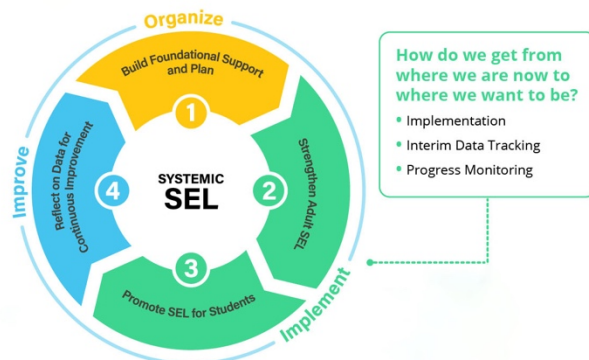 Organize
Build Foundational Support
and Plan
1
Improve
Reflect on Data for
Continuous Improvement
4
SYSTEMIC
SEL
2
Strengthen Adult SEL
3
Promote SEL for Students
Implement
How do we get from
where we are now to
where we want to be?
• Implementation
• Interim Data Tracking
• Progress Monitoring